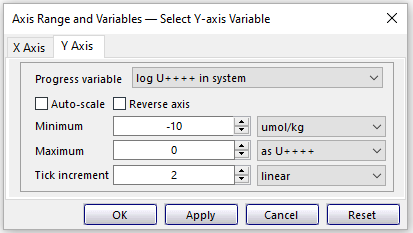 Axis Range and Variables — Select Y-axis Variable
X Axis Y Axis
Progress variable log U++++ in system
Auto-scale Reverse axis
Minimum -10 umol/kg
Maximum 0 as U++++
Tick increment 2 linear
OK Apply Cancel Reset